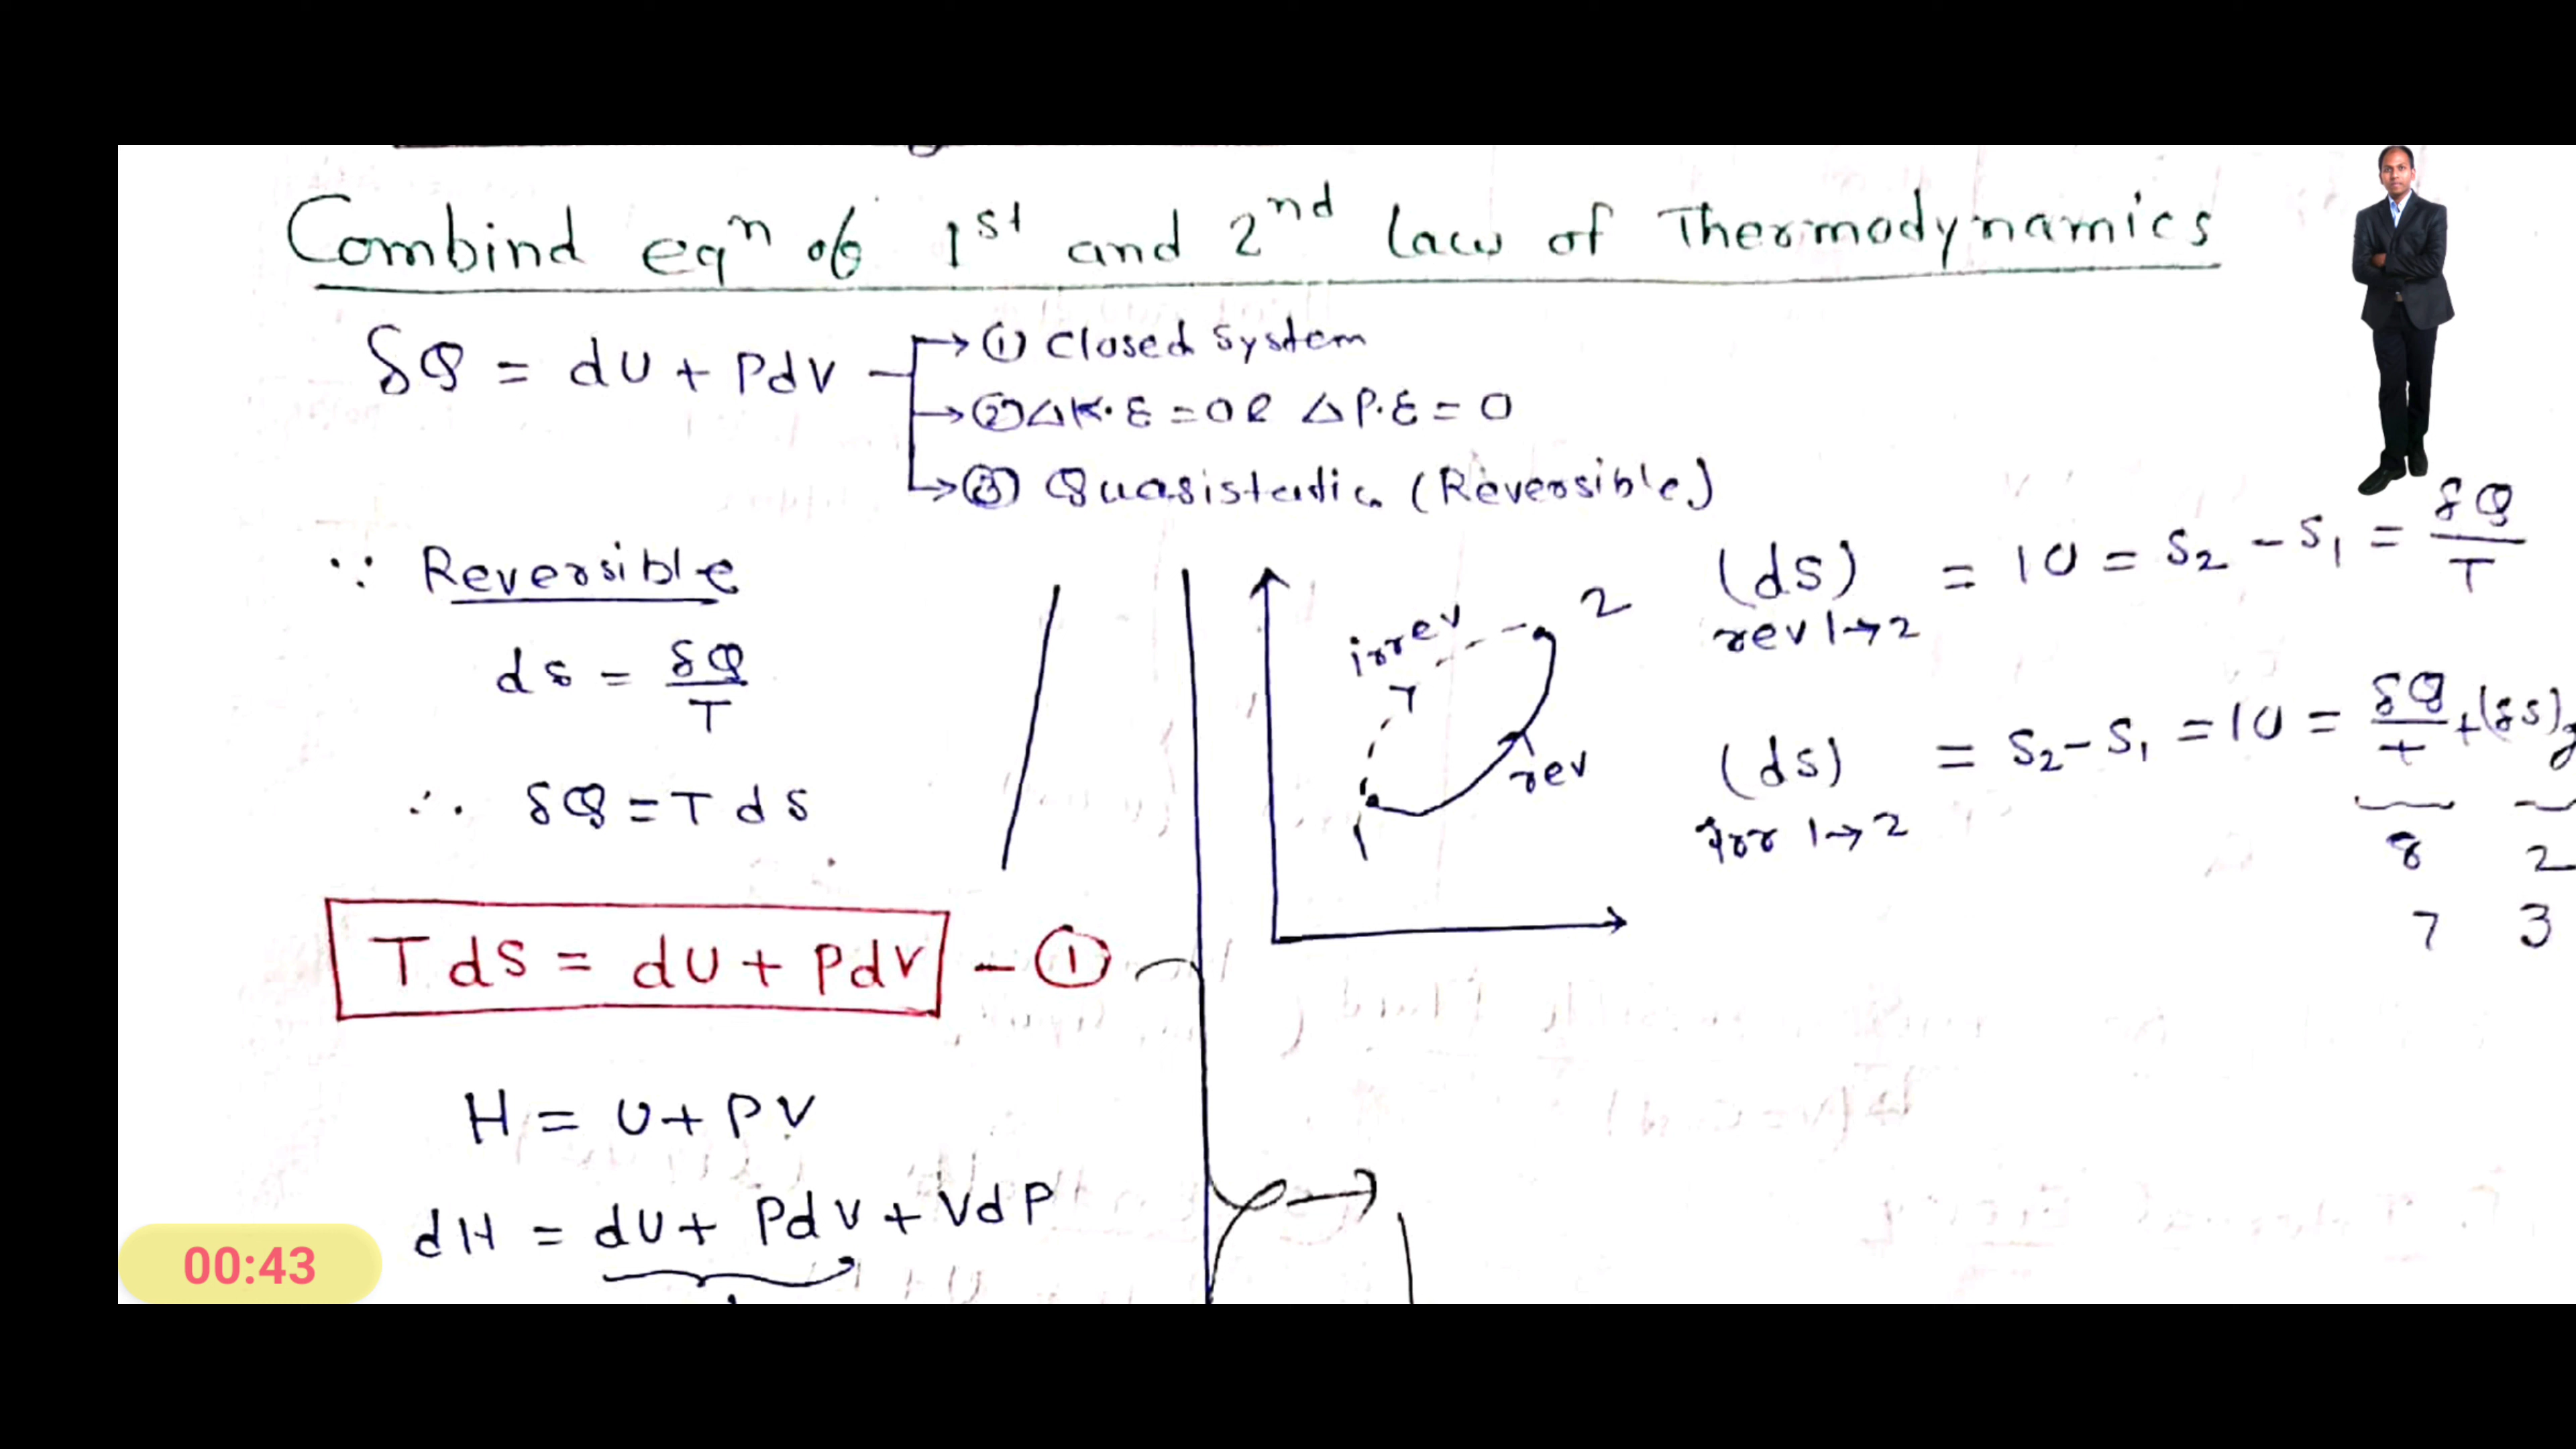 Combind eqⁿ of 1st and 2nd law of Thermodynamics
δQ = dU + PdV
→ ① Closed System
→ ② ΔK.E = 0 & ΔP.E = 0
→ ③ (Reversible)
∵ Reversible
ds = δQ/T
∴ δQ = T ds
TdS = dU + PdV - ①
H = U + PV
dH = dU + PdV + VdP
irrev
2
rev
1
(ds) rev 1→2 = 10 = S₂ - S₁ = δQ/T
(ds) Irr 1→2 = S₂ - S₁ = 10 = δQ/T + (δS)g
8 2
7 3
00:43